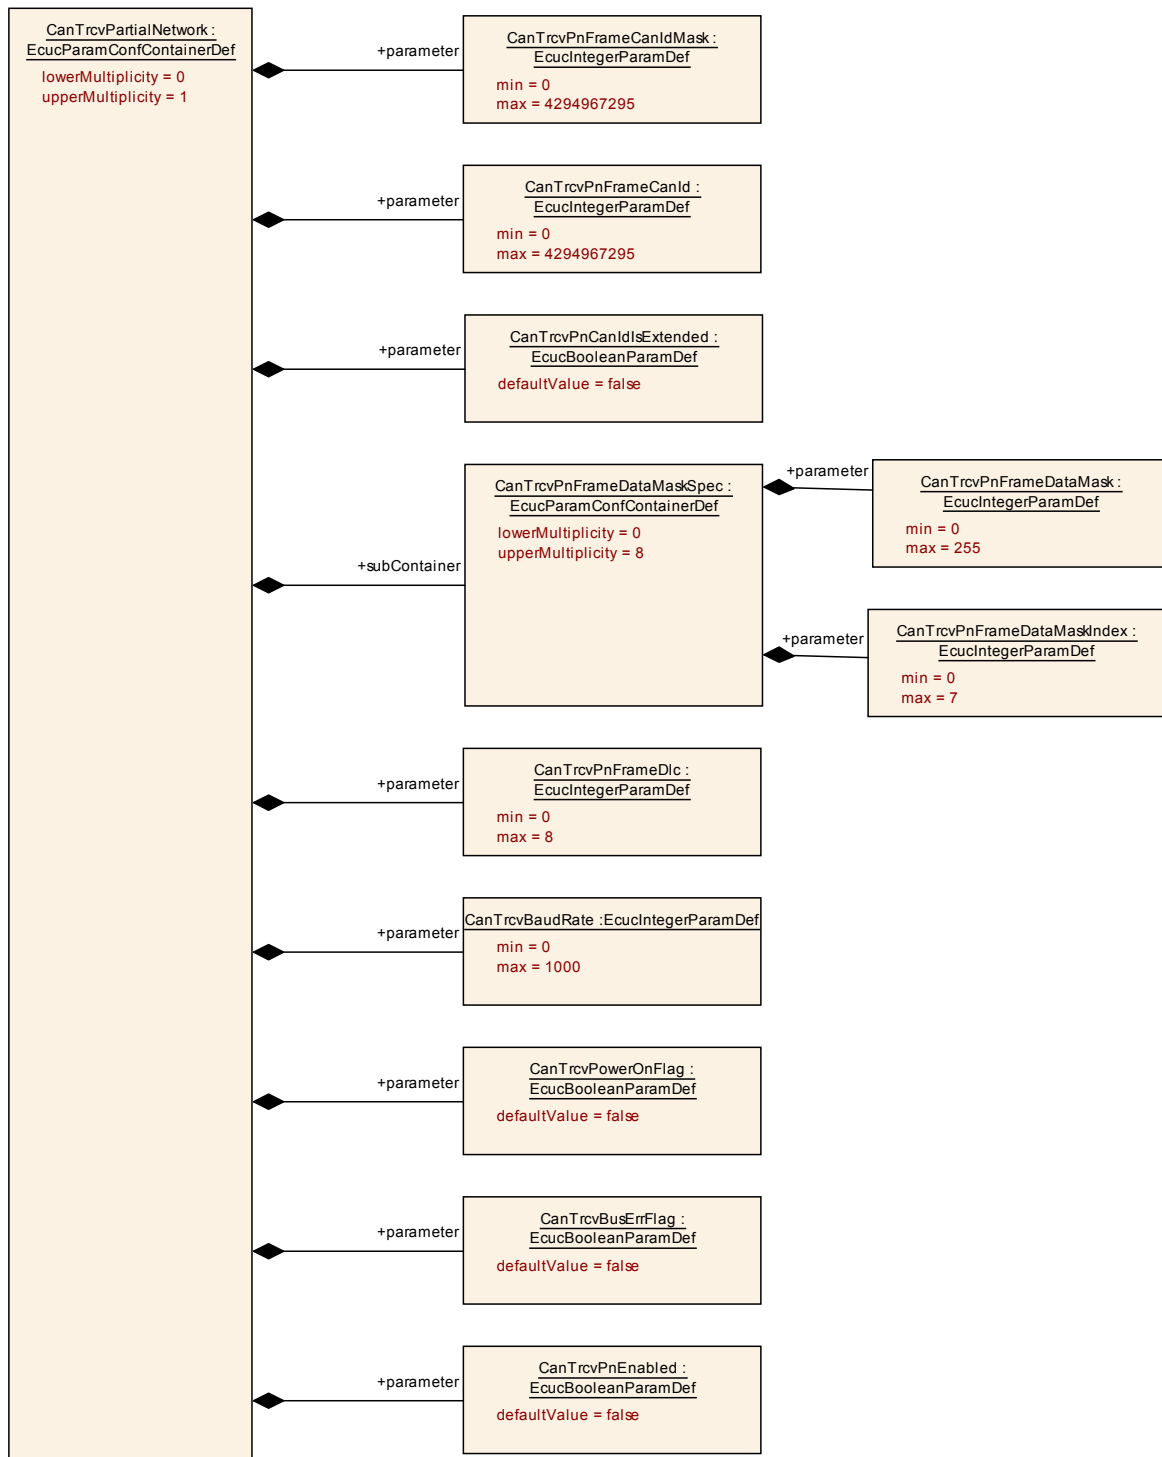 CanTrcvPartialNetwork :
EcucParamConfContainerDef
lowerMultiplicity = 0
upperMultiplicity = 1
+parameter
CanTrcvPnFrameCanIdMask :
EcucIntegerParamDef
min = 0
max = 4294967295
+parameter
CanTrcvPnFrameCanId :
EcucIntegerParamDef
min = 0
max = 4294967295
+parameter
CanTrcvPnCanIdIsExtended :
EcucBooleanParamDef
defaultValue = false
+subContainer
CanTrcvPnFrameDataMaskSpec :
EcucParamConfContainerDef
lowerMultiplicity = 0
upperMultiplicity = 8
+parameter
CanTrcvPnFrameDataMask :
EcucIntegerParamDef
min = 0
max = 255
+parameter
CanTrcvPnFrameDataMaskIndex :
EcucIntegerParamDef
min = 0
max = 7
+parameter
CanTrcvPnFrameDlc :
EcucIntegerParamDef
min = 0
max = 8
+parameter
CanTrcvBaudRate :EcucIntegerParamDef
min = 0
max = 1000
+parameter
CanTrcvPowerOnFlag :
EcucBooleanParamDef
defaultValue = false
+parameter
CanTrcvBusErrFlag :
EcucBooleanParamDef
defaultValue = false
+parameter
CanTrcvPnEnabled :
EcucBooleanParamDef
defaultValue = false